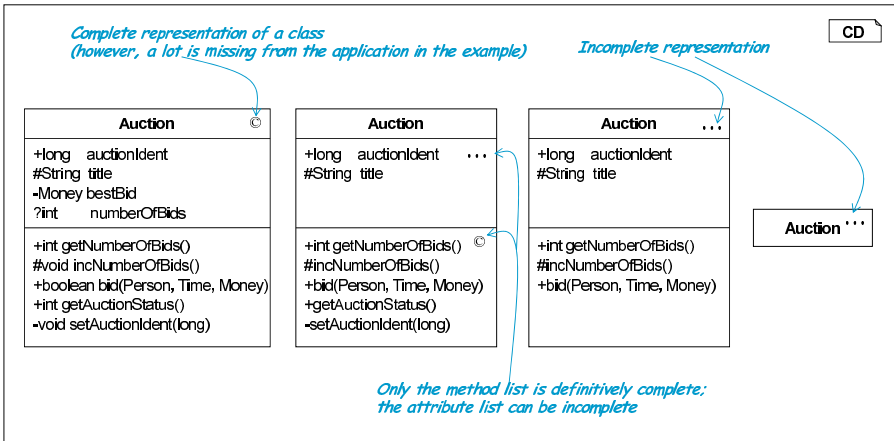 Complete representation of a class
(however, a lot is missing from the application in the example)
Incomplete representation
CD
Auction ©
+long auctionIdent
#String title
-Money bestBid
?int numberOfBids
+int getNumberOfBids()
#void incNumberOfBids()
+boolean bid(Person, Time, Money)
+int getAuctionStatus()
-void setAuctionIdent(long)
Auction
+long auctionIdent ...
#String title
+int getNumberOfBids() ©
#incNumberOfBids()
+bid(Person, Time, Money)
+getAuctionStatus()
-setAuctionIdent(long)
Auction ...
+long auctionIdent
#String title
+int getNumberOfBids()
#incNumberOfBids()
+bid(Person, Time, Money)
Auction ...
Only the method list is definitively complete;
the attribute list can be incomplete